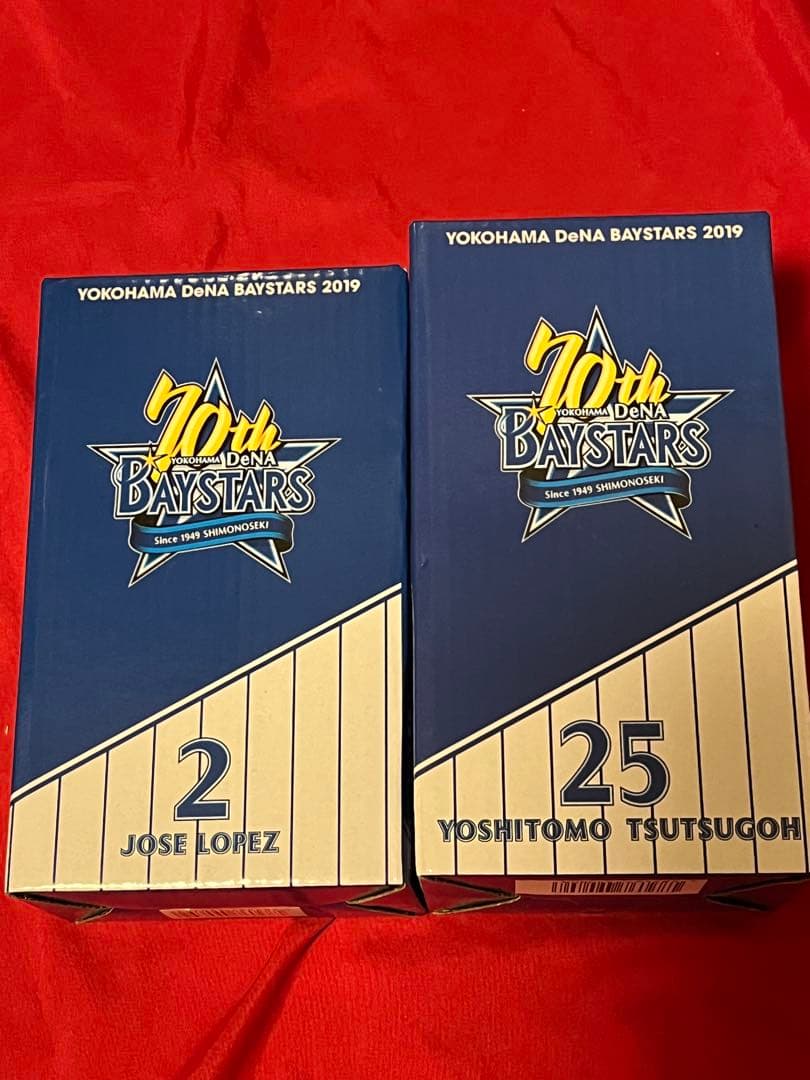 YOKOHAMA DeNA BAYSTARS 2019
70th
YOKOHAMA DeNA
BAYSTARS
Since 1949 SHIMONOSEKI
2
JOSE LOPEZ
YOKOHAMA DeNA BAYSTARS 2019
70th
YOKOHAMA DeNA
BAYSTARS
Since 1949 SHIMONOSEKI
25
YOSHITOMO TSUTSUGOH